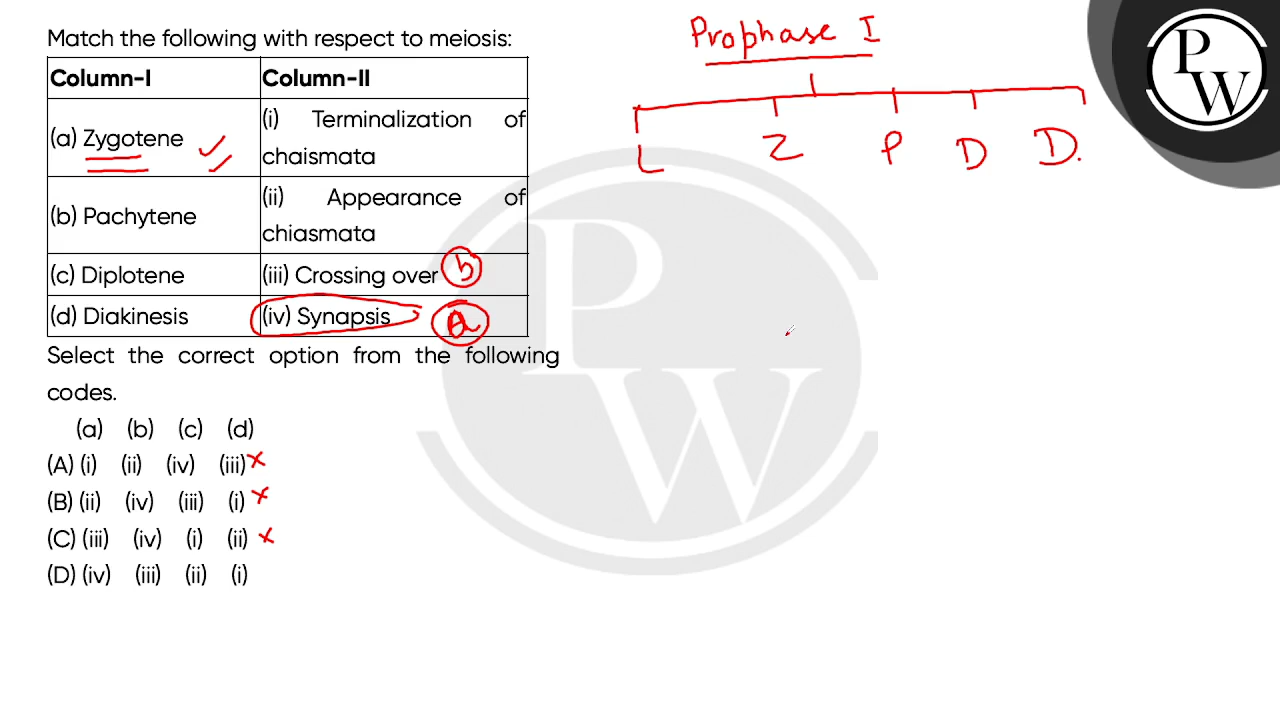 Match the following with respect to meiosis:
Column-I Column-II
(a) Zygotene (i) Terminalization of chaismata
(b) Pachytene (ii) Appearance of chiasmata
(c) Diplotene (iii) Crossing over b
(d) Diakinesis (iv) Synapsis a
Select the correct option from the following
codes.
(a) (b) (c) (d)
(A) (i) (ii) (iv) (iii) x
(B) (ii) (iv) (iii) (i) x
(C) (iii) (iv) (i) (ii) x
(D) (iv) (iii) (ii) (i)
Prophase I
L Z P D D.
PW
PW